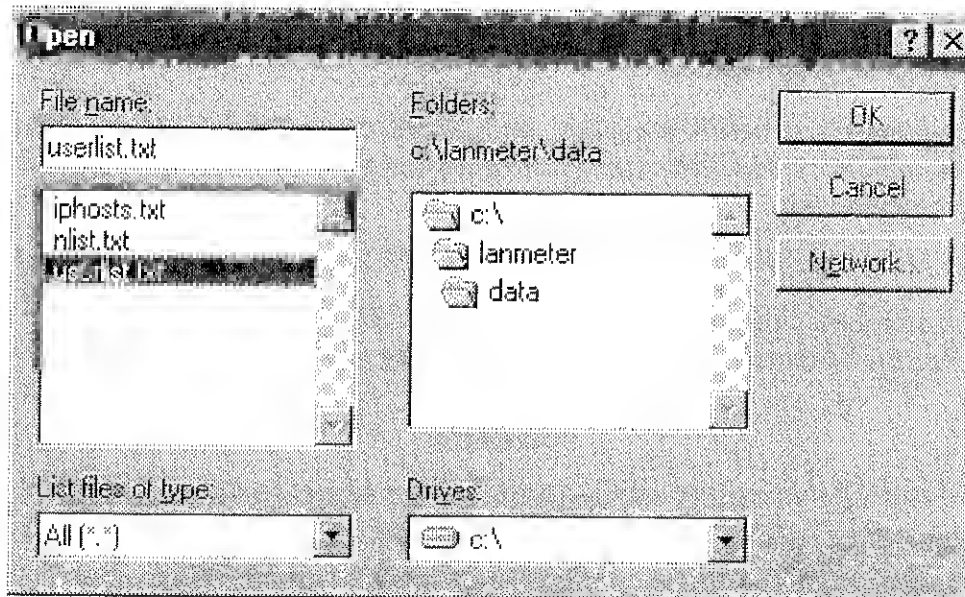 Open
File name:
userlist.txt
iphosts.txt
nlist.txt
userlist.txt
List files of type:
All (*.*)
Folders:
c:\lanmeter\data
c:\
lanmeter
data
Drives:
c:\
OK
Cancel
Network...